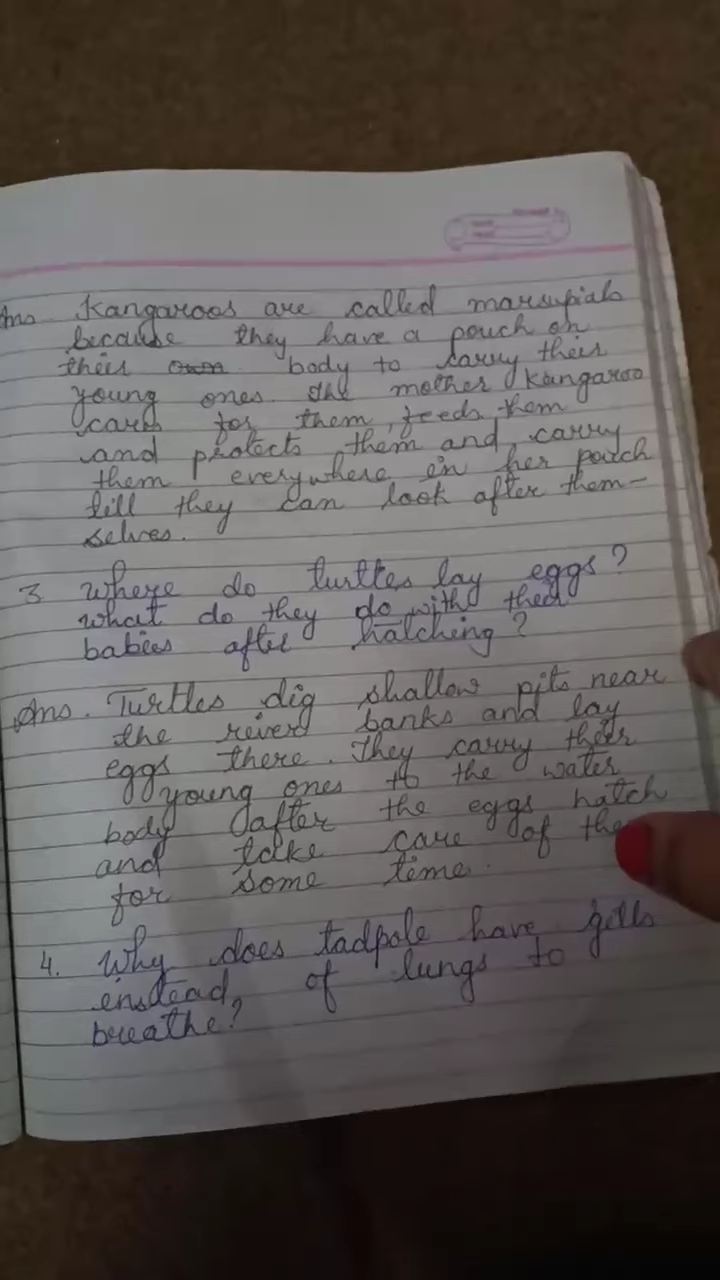 Ans. Kangaroos are called marsupials
because they have a pouch on
their body to carry their
young ones. The mother Kangaroo
cares for them, feeds them
and protects them and carry
them everywhere in her pouch
till they can look after them-
selves.
3 Where do turtles lay eggs?
what do they do with their
babies after hatching?
Ans. Turtles dig shallow pits near
the river banks and lay
eggs there. They carry their
young ones to the water
body after the eggs hatch
and take care of the
for some time.
4. Why does tadpole have gills
instead of lungs to
breathe?